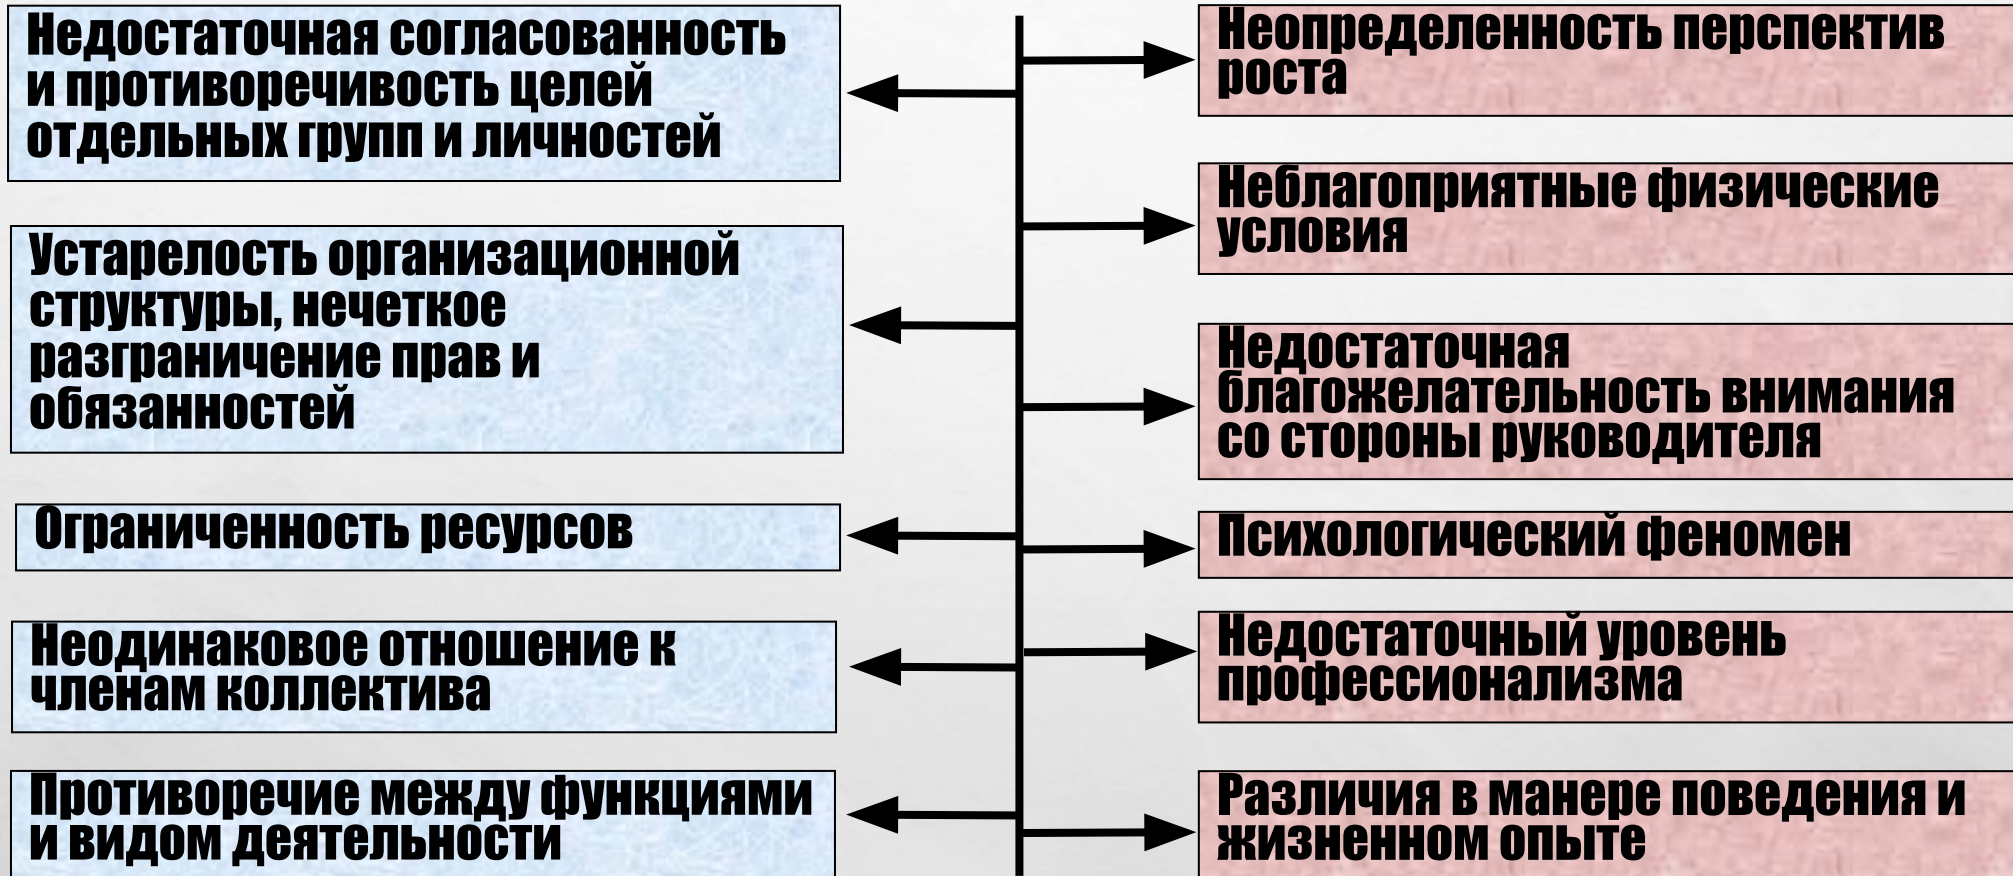 Недостаточная согласованность
и противоречивость целей
отдельных групп и личностей
Устарелость организационной
структуры, нечеткое
разграничение прав и
обязанностей
Ограниченность ресурсов
Неодинаковое отношение к
членам коллектива
Противоречие между функциями
и видом деятельности
Неопределенность перспектив
роста
Неблагоприятные физические
условия
Недостаточная
благожелательность внимания
со стороны руководителя
Психологический феномен
Недостаточный уровень
профессионализма
Различия в манере поведения и
жизненном опыте